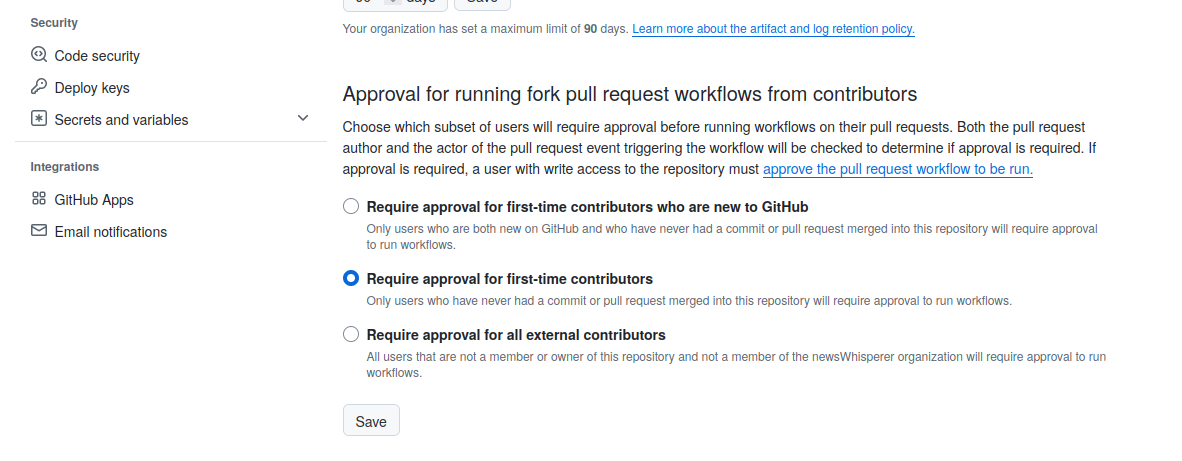 Security
Code security
Deploy keys
Secrets and variables
Integrations
GitHub Apps
Email notifications
days
Save
Your organization has set a maximum limit of 90 days. Learn more about the artifact and log retention policy.
Approval for running fork pull request workflows from contributors
Choose which subset of users will require approval before running workflows on their pull requests. Both the pull request
author and the actor of the pull request event triggering the workflow will be checked to determine if approval is required. If
approval is required, a user with write access to the repository must approve the pull request workflow to be run.
Require approval for first-time contributors who are new to GitHub
Only users who are both new on GitHub and who have never had a commit or pull request merged into this repository will require approval
to run workflows.
Require approval for first-time contributors
Only users who have never had a commit or pull request merged into this repository will require approval to run workflows.
Require approval for all external contributors
All users that are not a member or owner of this repository and not a member of the newsWhisperer organization will require approval to run
workflows.
Save